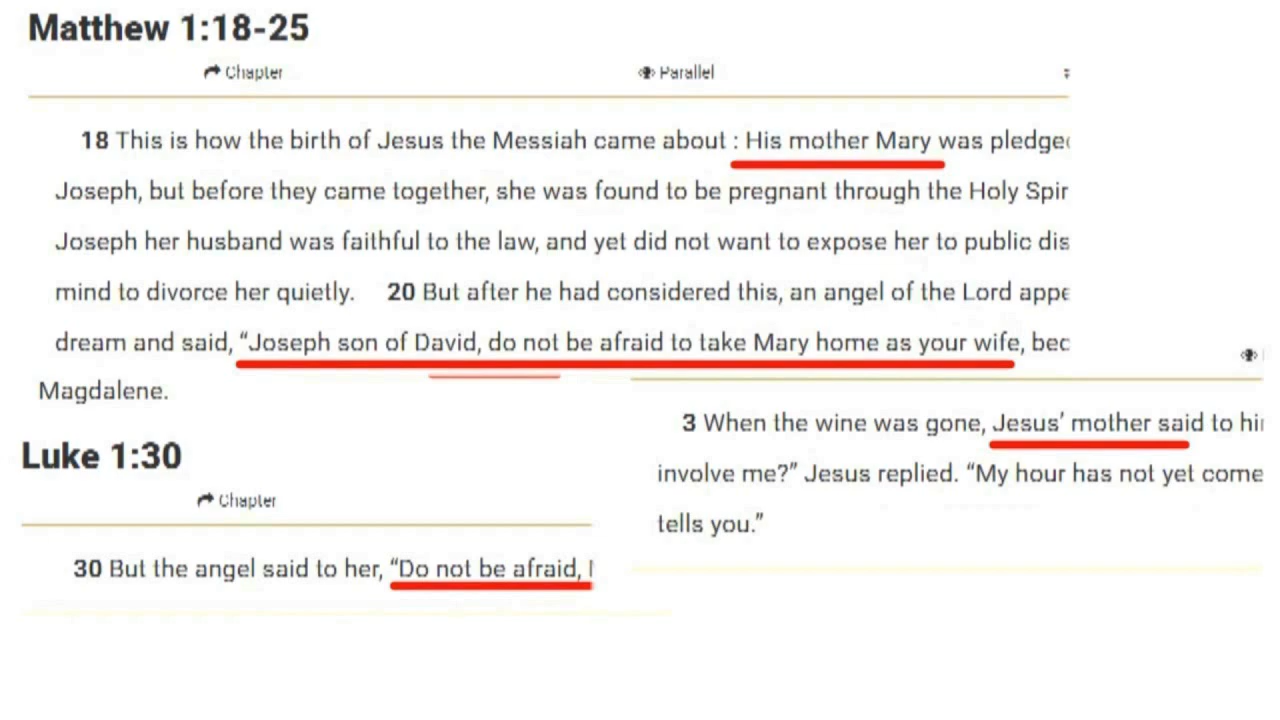 Matthew 1:18-25
Chapter
Parallel
18 This is how the birth of Jesus the Messiah came about : His mother Mary was pledged
Joseph, but before they came together, she was found to be pregnant through the Holy Spir
Joseph her husband was faithful to the law, and yet did not want to expose her to public dis
mind to divorce her quietly. 20 But after he had considered this, an angel of the Lord appe
dream and said, “Joseph son of David, do not be afraid to take Mary home as your wife, bec
Magdalene.
Luke 1:30
Chapter
30 But the angel said to her, “Do not be afraid,
3 When the wine was gone, Jesus’ mother said to hi
involve me?” Jesus replied. “My hour has not yet come
tells you.”